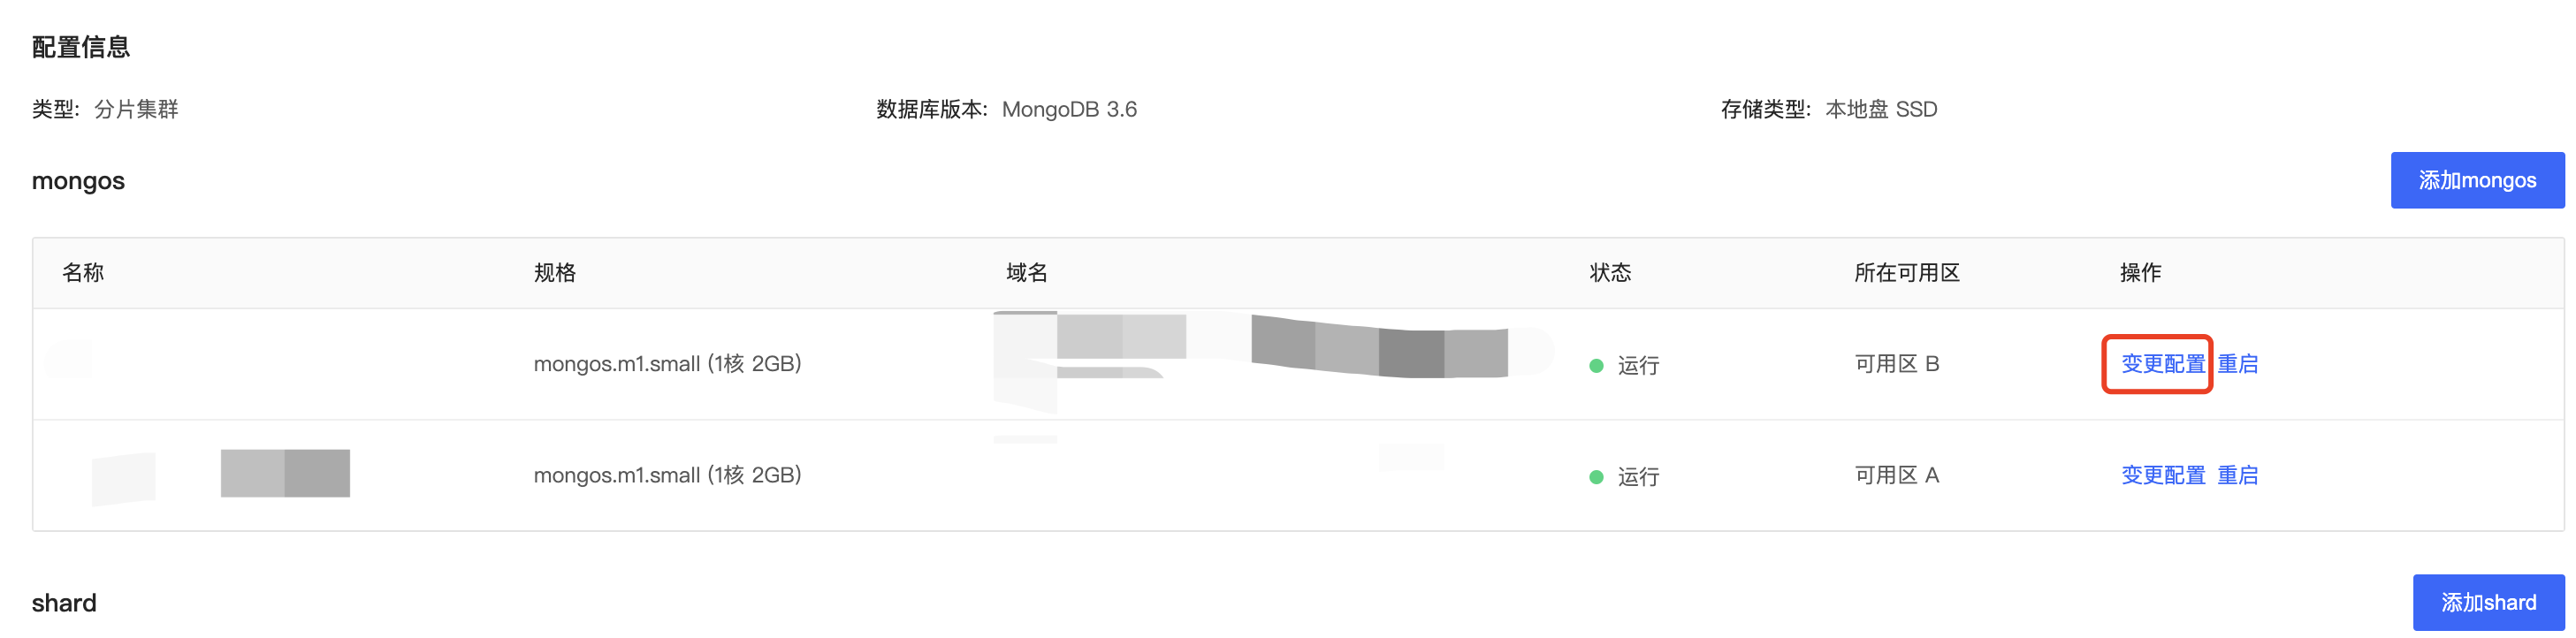 配置信息
类型: 分片集群 数据库版本: MongoDB 3.6 存储类型: 本地盘 SSD
mongos 添加mongos
名称 规格 域名 状态 所在可用区 操作
mongos.m1.small (1核 2GB) 运行 可用区 B 变更配置 重启
mongos.m1.small (1核 2GB) 运行 可用区 A 变更配置 重启
shard 添加shard